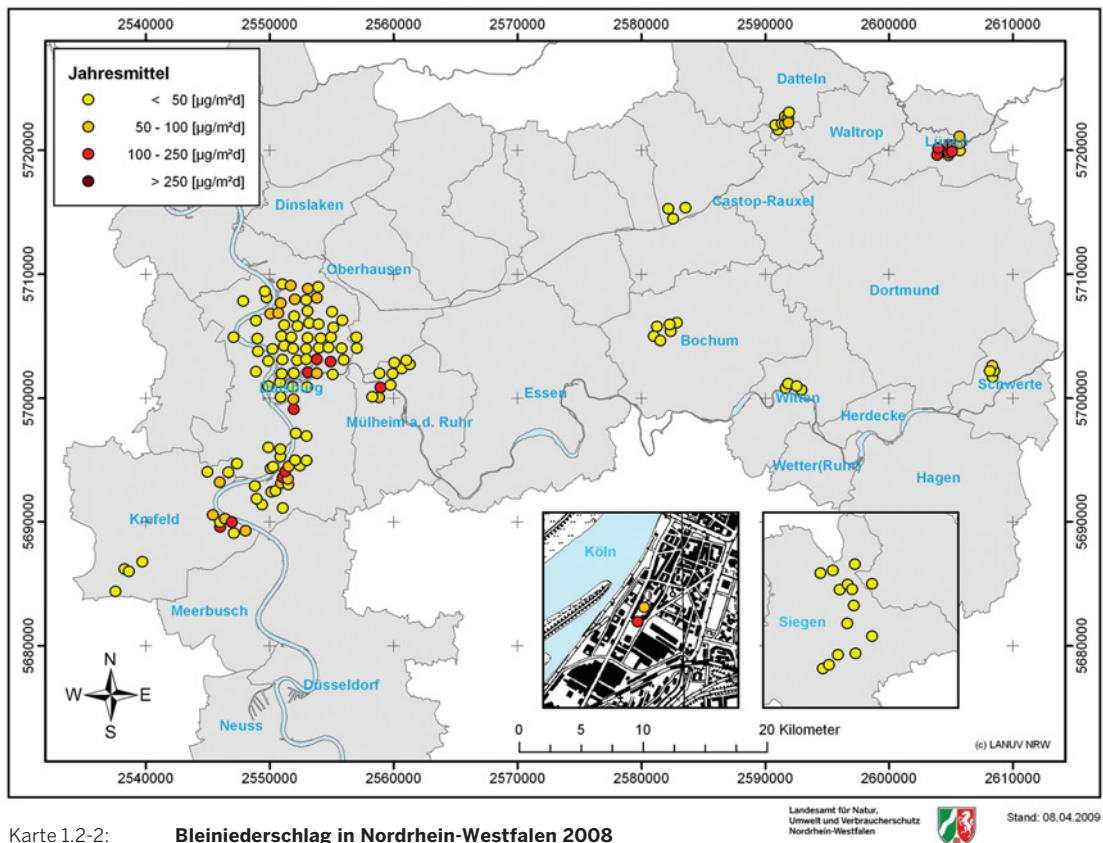 2540000 2550000 2560000 2570000 2580000 2590000 2600000 2610000
Jahresmittel
< 50 [µg/m²d]
50 - 100 [µg/m²d]
100 - 250 [µg/m²d]
> 250 [µg/m²d]
5720000
5710000
5700000
5690000
5680000
5720000
5710000
5700000
5690000
5680000
Datteln
Waltrop
Lünen
Castop-Rauxel
Dinslaken
Oberhausen
Dortmund
Bochum
Duisburg
Essen
Mülheim a.d. Ruhr
Witten
Schwerte
Herdecke
Wetter(Ruhr)
Hagen
Krefeld
Köln
Siegen
Meerbusch
Düsseldorf
Neuss
N
W E
S
0 5 10 20 Kilometer
(c) LANUV NRW
2540000 2550000 2560000 2570000 2580000 2590000 2600000 2610000
Karte 1.2-2: Bleiniederschlag in Nordrhein-Westfalen 2008
Landesamt für Natur,
Umwelt und Verbraucherschutz
Nordrhein-Westfalen
Stand: 08.04.2009